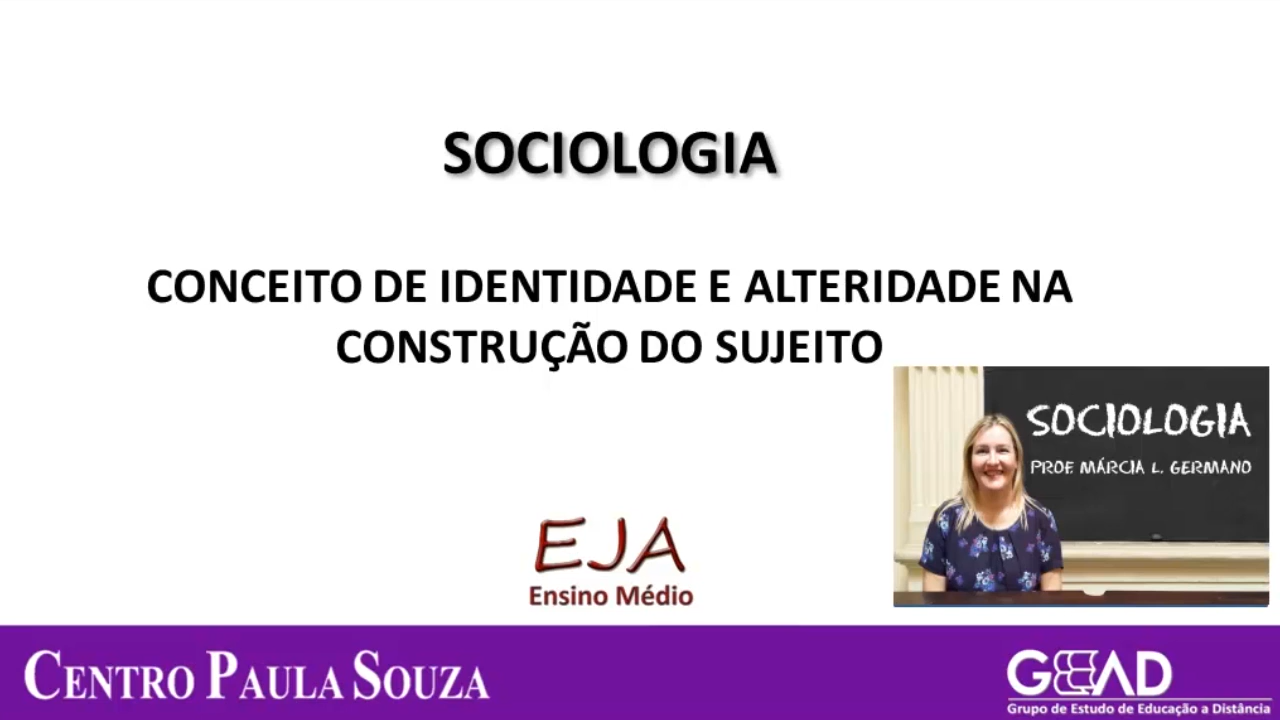 SOCIOLOGIA
CONCEITO DE IDENTIDADE E ALTERIDADE NA
CONSTRUÇÃO DO SUJEITO
SOCIOLOGIA
PROF. MÁRCIA L. GERMANO
EJA
Ensino Médio
CENTRO PAULA SOUZA
GEEAD
Grupo de Estudo de Educação a Distância